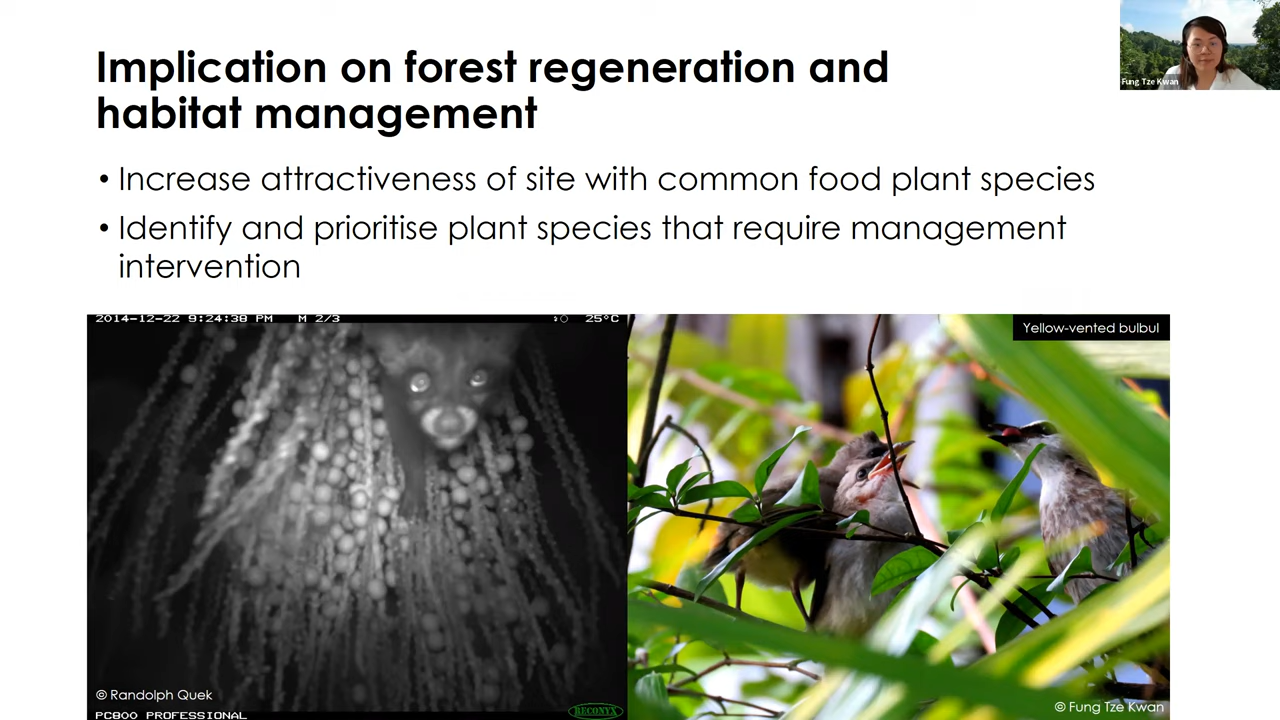 Fung Tze Kwan
Implication on forest regeneration and
habitat management
• Increase attractiveness of site with common food plant species
• Identify and prioritise plant species that require management
intervention
2014-12-22 9:24:38 PM M 2/3 25°C
Yellow-vented bulbul
© Randolph Quek
© Fung Tze Kwan
PC800 PROFESSIONAL
RECONYX